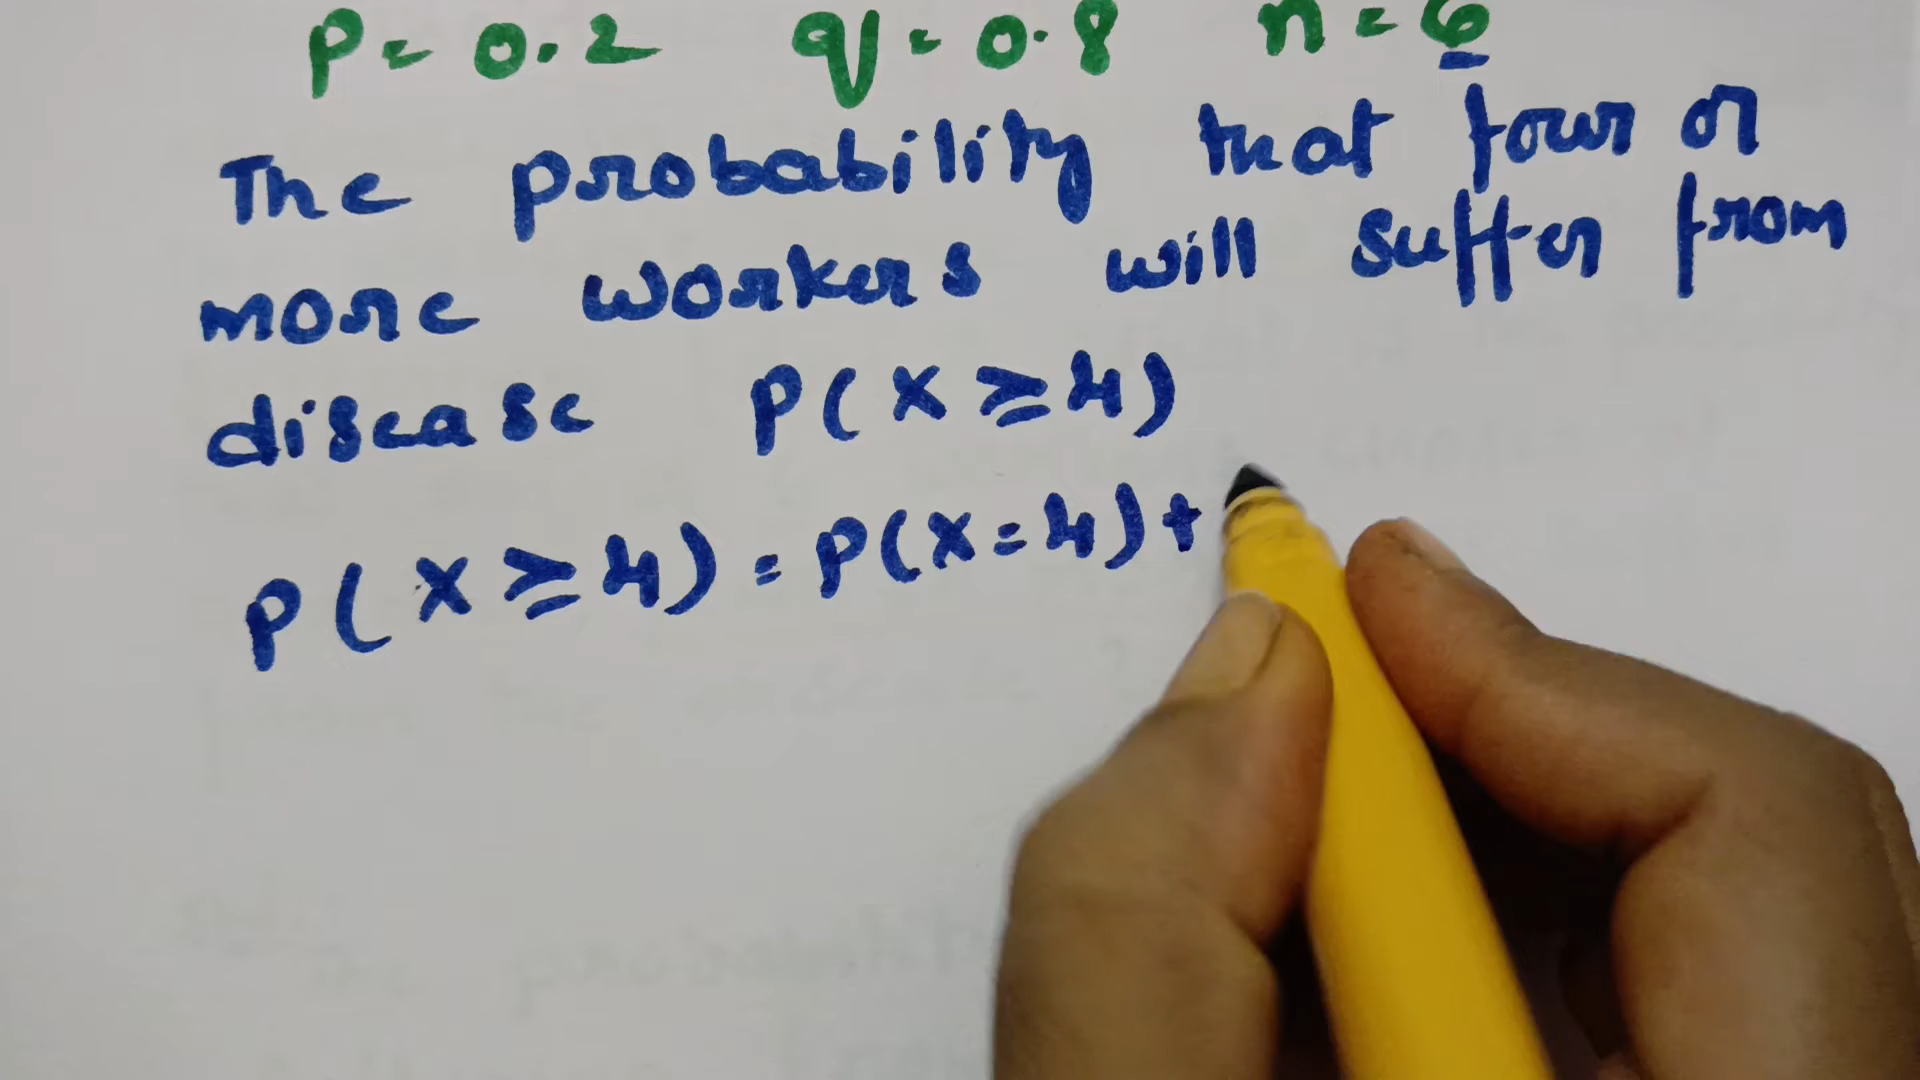 P = 0.2 q = 0.8 n = 6
The probability that four or
more workers will suffer from
disease P(X ≥ 4)
P(X ≥ 4) = P(X = 4) +